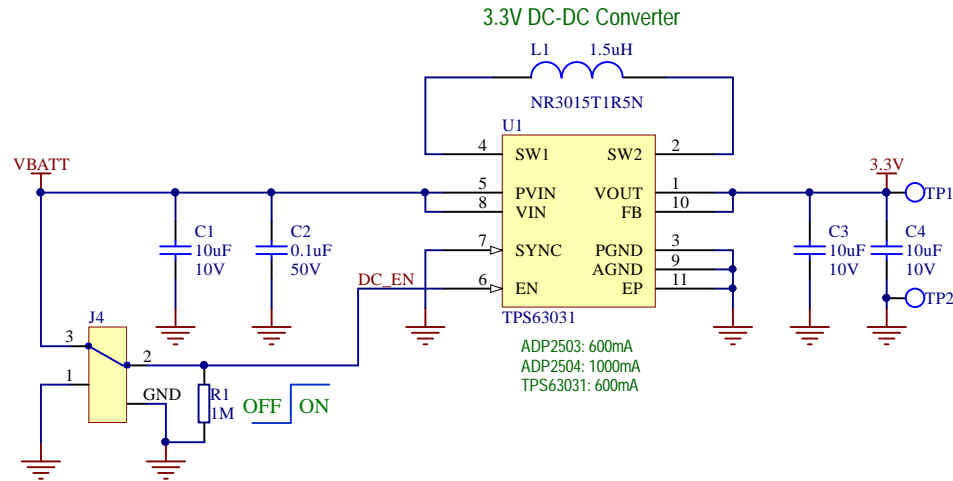 3.3V DC-DC Converter
L1 1.5uH
NR3015T1R5N
U1
VBATT
3.3V
4 SW1 SW2 2
5 PVIN VOUT 1
8 VIN FB 10
7 SYNC PGND 3
AGND 9
6 EN EP 11
TP1
TP2
C1
10uF
10V
C2
0.1uF
50V
C3
10uF
10V
C4
10uF
10V
DC_EN
TPS63031
J4
3
2
1
GND
R1
1M
OFF ON
ADP2503: 600mA
ADP2504: 1000mA
TPS63031: 600mA